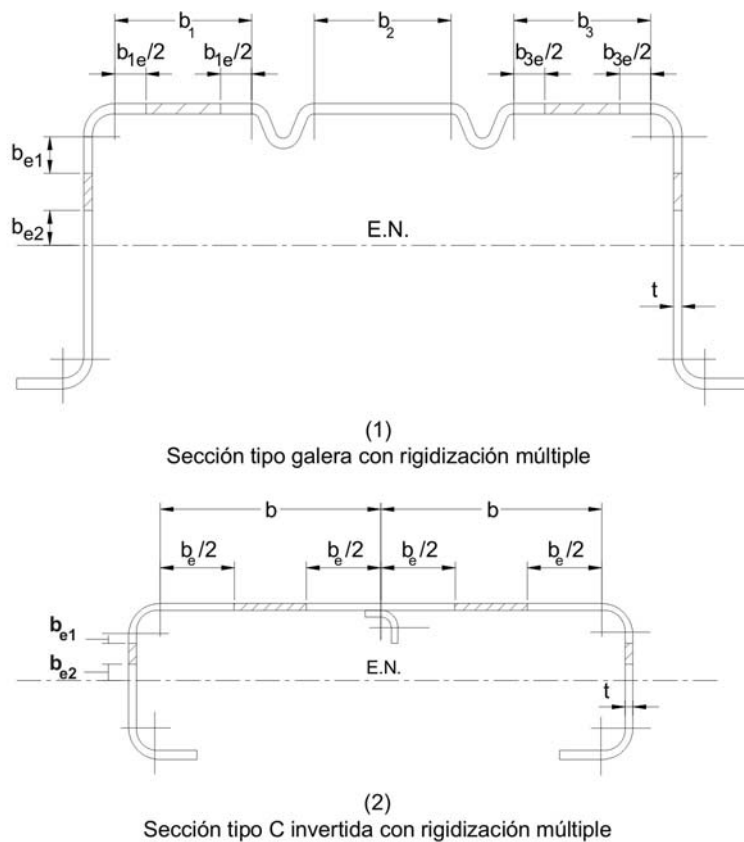 b1 b2 b3
b1e/2 b1e/2 b3e/2 b3e/2
be1
be2
E.N.
t
(1)
Sección tipo galera con rigidización múltiple
b b
be/2 be/2 be/2 be/2
be1
be2
E.N.
t
(2)
Sección tipo C invertida con rigidización múltiple